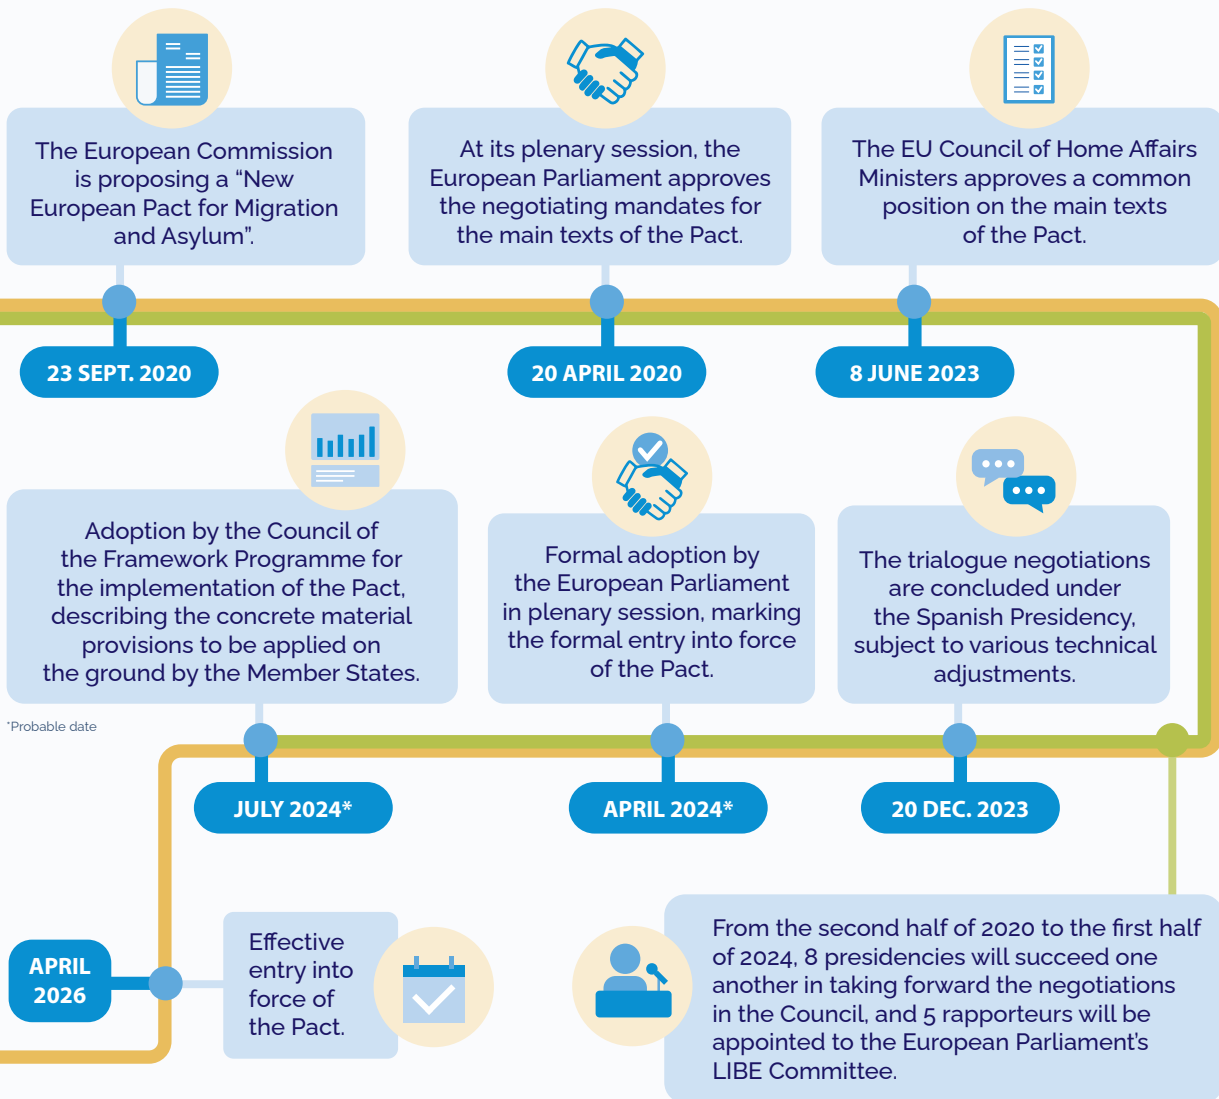 The European Commission
is proposing a “New
European Pact for Migration
and Asylum”.
23 SEPT. 2020
At its plenary session, the
European Parliament approves
the negotiating mandates for
the main texts of the Pact.
20 APRIL 2020
The EU Council of Home Affairs
Ministers approves a common
position on the main texts
of the Pact.
8 JUNE 2023
The trialogue negotiations
are concluded under
the Spanish Presidency,
subject to various technical
adjustments.
20 DEC. 2023
Formal adoption by
the European Parliament
in plenary session, marking
the formal entry into force
of the Pact.
APRIL 2024*
Adoption by the Council of
the Framework Programme for
the implementation of the Pact,
describing the concrete material
provisions to be applied on
the ground by the Member States.
JULY 2024*
*Probable date
APRIL
2026
Effective
entry into
force of
the Pact.
From the second half of 2020 to the first half
of 2024, 8 presidencies will succeed one
another in taking forward the negotiations
in the Council, and 5 rapporteurs will be
appointed to the European Parliament’s
LIBE Committee.